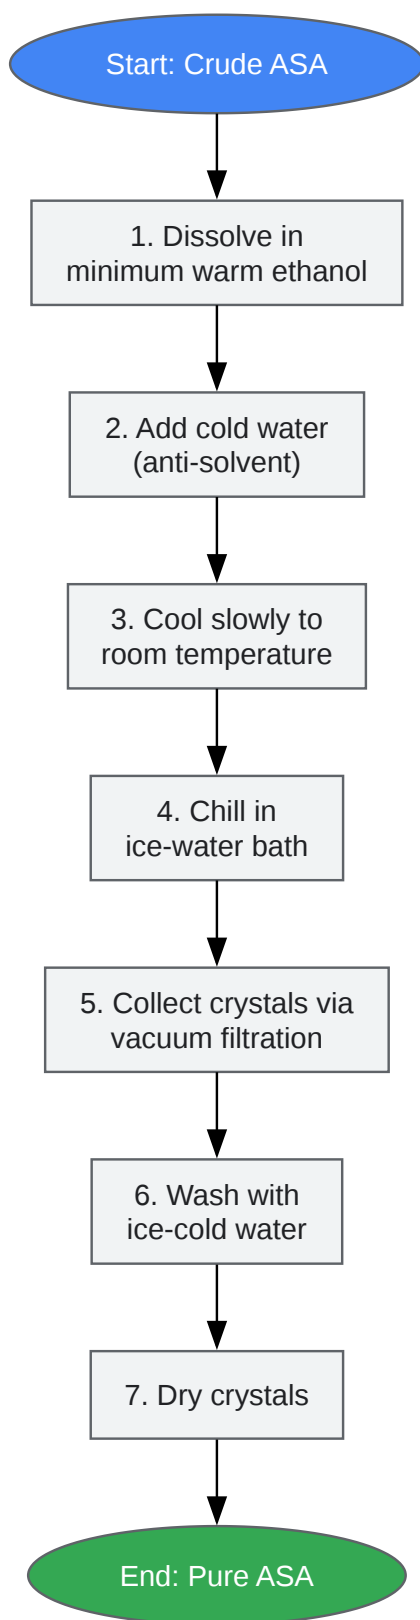 Start: Crude ASA
1. Dissolve in
minimum warm ethanol
2. Add cold water
(anti-solvent)
3. Cool slowly to
room temperature
4. Chill in
ice-water bath
5. Collect crystals via
vacuum filtration
6. Wash with
ice-cold water
7. Dry crystals
End: Pure ASA